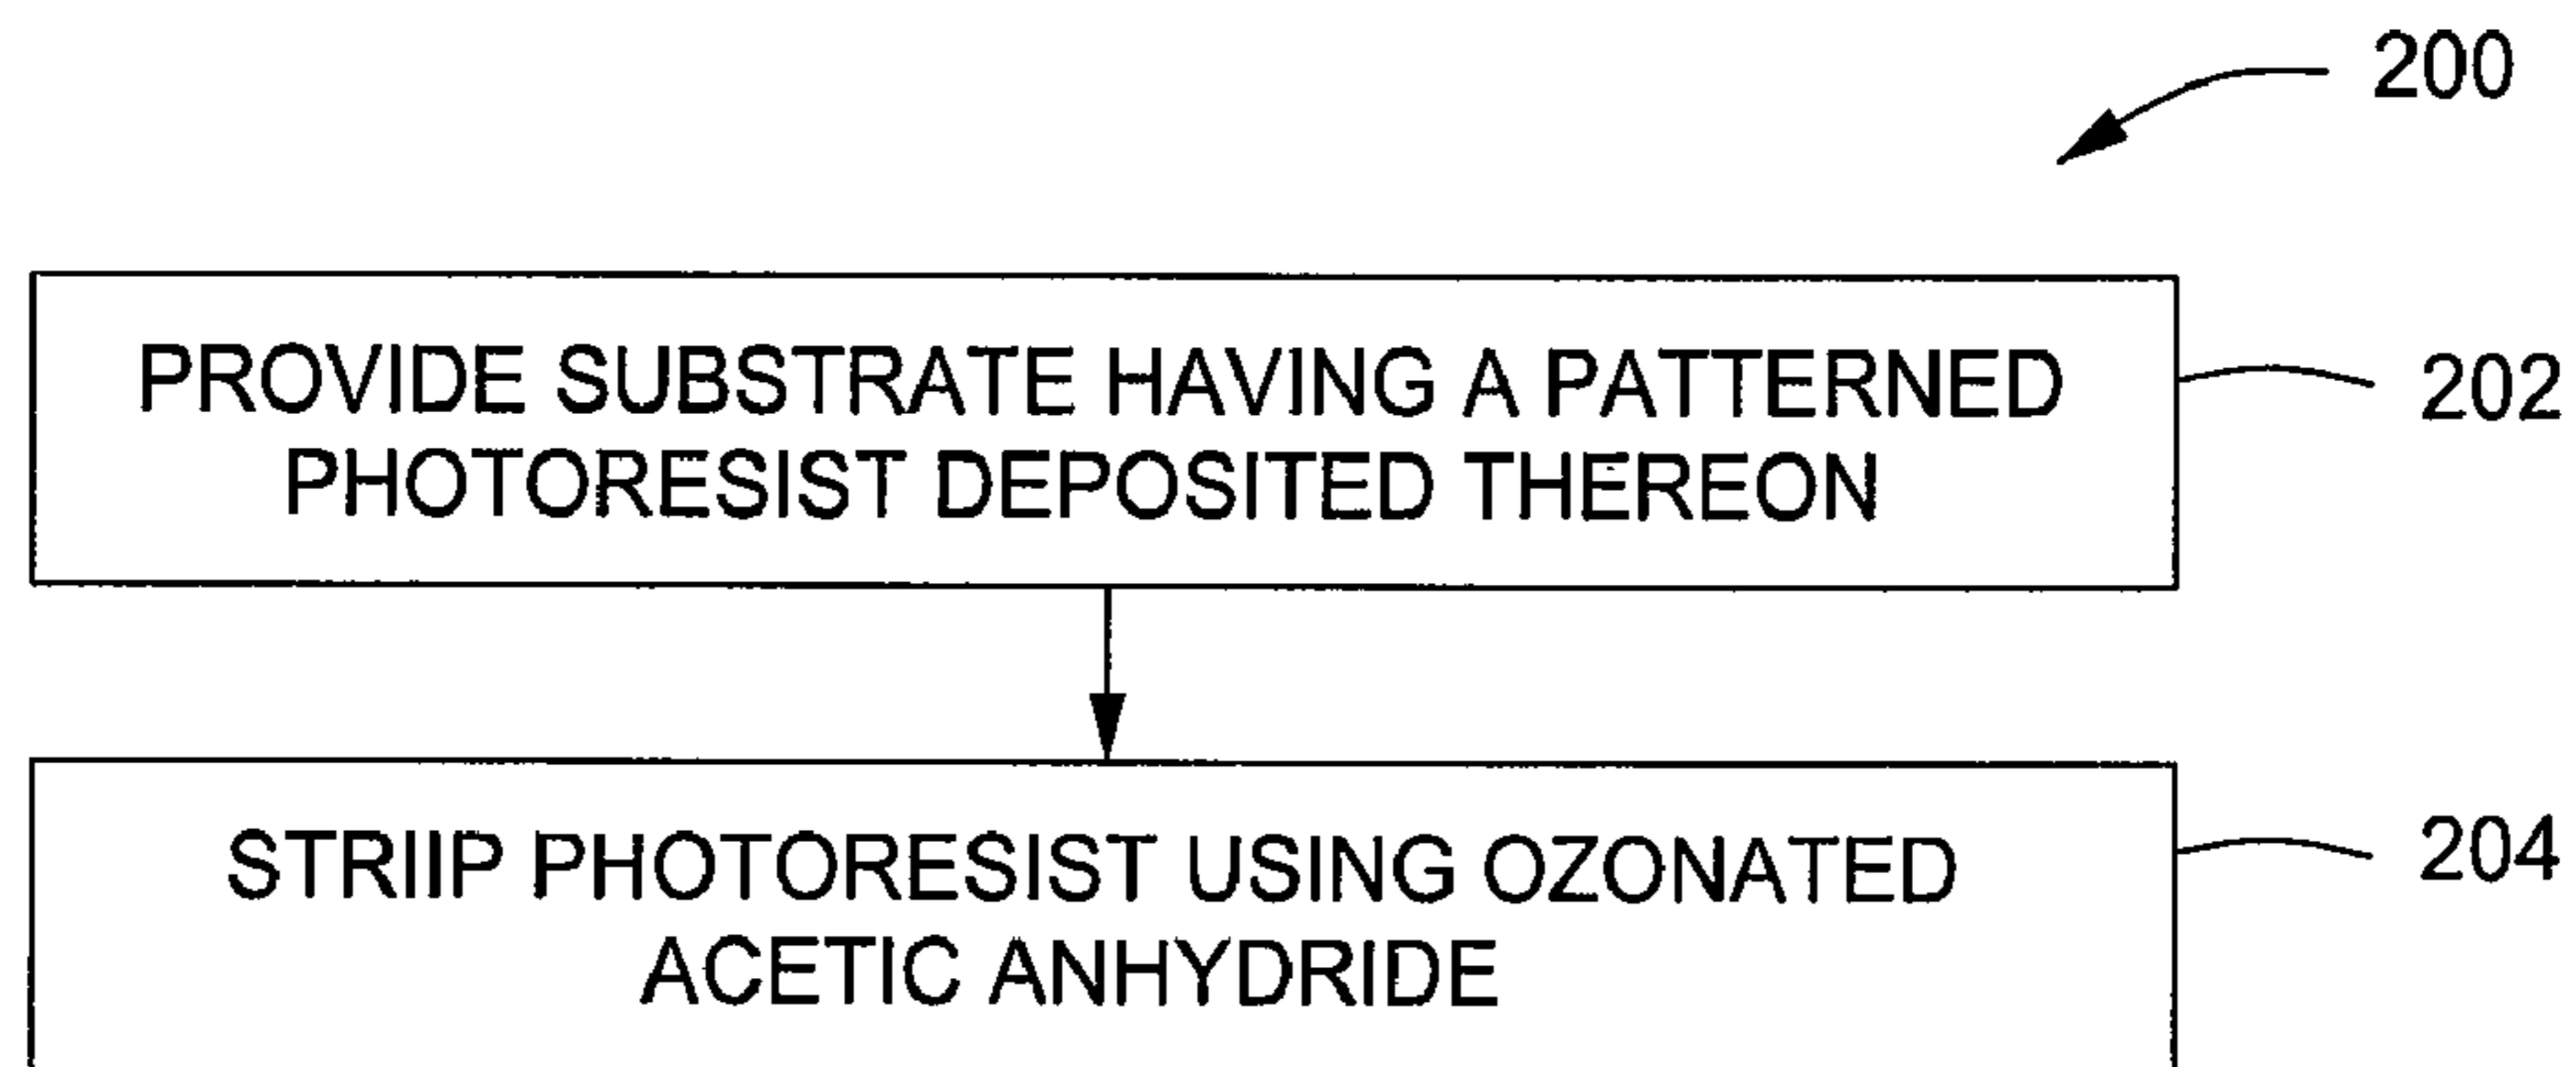 200
PROVIDE SUBSTRATE HAVING A PATTERNED
PHOTORESIST DEPOSITED THEREON
202
STRIIP PHOTORESIST USING OZONATED
ACETIC ANHYDRIDE
204